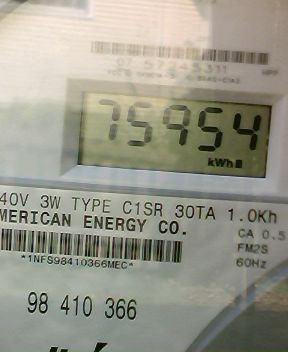 75954
kWh
40V 3W TYPE C1SR 30TA 1.0Kh
MERICAN ENERGY CO.
CA 0.5
FM2S
60Hz
*1NFS98410366MEC*
98 410 366